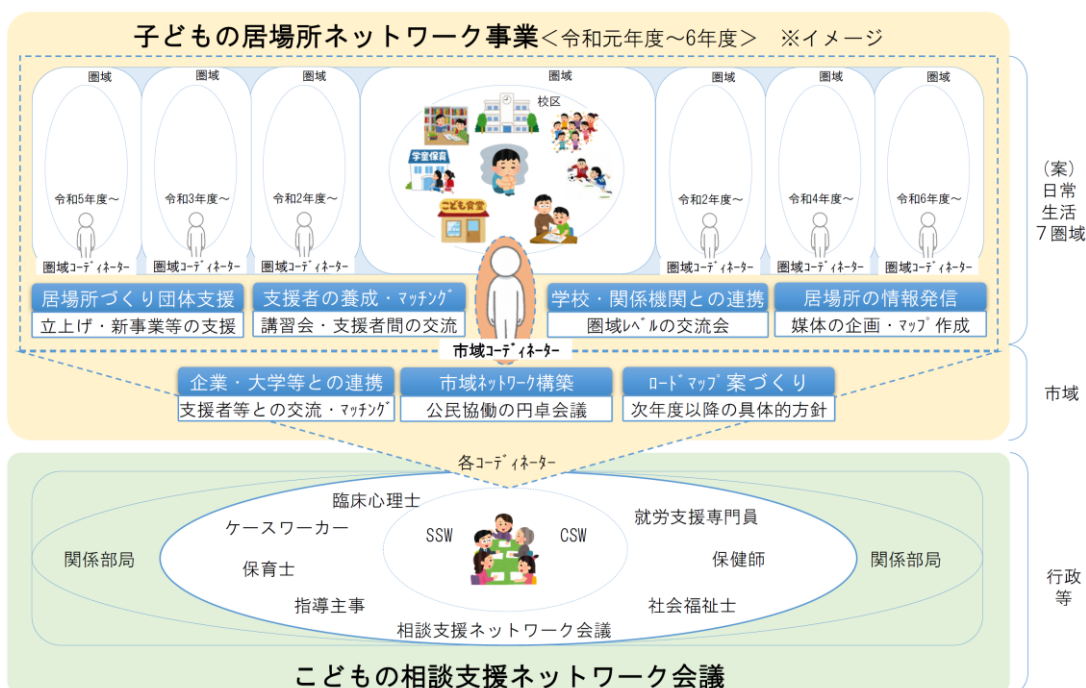 子どもの居場所ネットワーク事業<令和元年度～6年度> ※イメージ
圏域
圏域
圏域
圏域
圏域
圏域
圏域
校区
学童保育
こども食堂
令和5年度～
令和3年度～
令和2年度～
令和2年度～
令和4年度～
令和6年度～
圏域ｺｰﾃﾞｨﾈｰﾀｰ
圏域ｺｰﾃﾞｨﾈｰﾀｰ
圏域ｺｰﾃﾞｨﾈｰﾀｰ
圏域ｺｰﾃﾞｨﾈｰﾀｰ
圏域ｺｰﾃﾞｨﾈｰﾀｰ
圏域ｺｰﾃﾞｨﾈｰﾀｰ
（案）
日常
生活
７圏域
居場所づくり団体支援
立上げ・新事業等の支援
支援者の養成・ﾏｯﾁﾝｸﾞ
講習会・支援者間の交流
学校・関係機関との連携
圏域ﾚﾍﾞﾙの交流会
居場所の情報発信
媒体の企画・ﾏｯﾌﾟ作成
市域ｺｰﾃﾞｨﾈｰﾀｰ
企業・大学等との連携
支援者等との交流・ﾏｯﾁﾝｸﾞ
市域ﾈｯﾄﾜｰｸ構築
公民協働の円卓会議
ﾛｰﾄﾞﾏｯﾌﾟ案づくり
次年度以降の具体的方針
市域
各ｺｰﾃﾞｨﾈｰﾀｰ
臨床心理士
ケースワーカー
保育士
指導主事
SSW
CSW
就労支援専門員
保健師
社会福祉士
関係部局
関係部局
相談支援ネットワーク会議
行政
等
こどもの相談支援ネットワーク会議